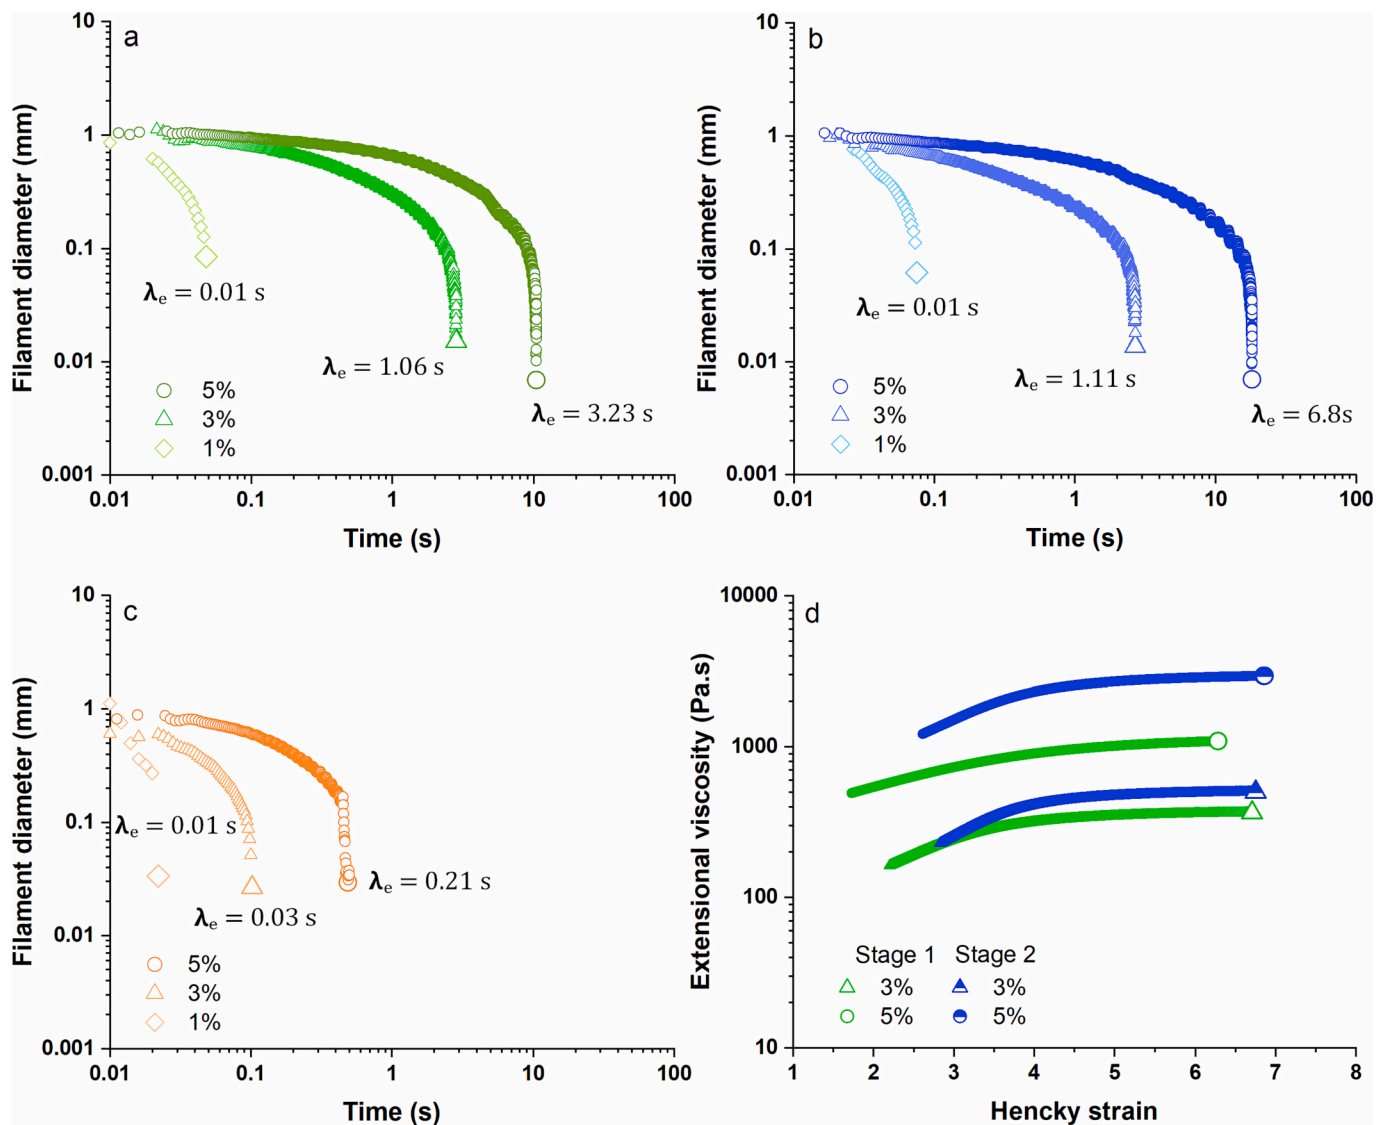 a
Filament diameter (mm)
10
1
0.1
0.01
0.001
λe = 0.01 s
λe = 1.06 s
λe = 3.23 s
5%
3%
1%
0.01 0.1 1 10 100
Time (s)
b
Filament diameter (mm)
10
1
0.1
0.01
0.001
λe = 0.01 s
λe = 1.11 s
λe = 6.8s
5%
3%
1%
0.01 0.1 1 10 100
Time (s)
c
Filament diameter (mm)
10
1
0.1
0.01
0.001
λe = 0.01 s
λe = 0.21 s
λe = 0.03 s
5%
3%
1%
0.01 0.1 1 10 100
Time (s)
d
Extensional viscosity (Pa.s)
10000
1000
100
10
Stage 1 Stage 2
3% 3%
5% 5%
1 2 3 4 5 6 7 8
Hencky strain